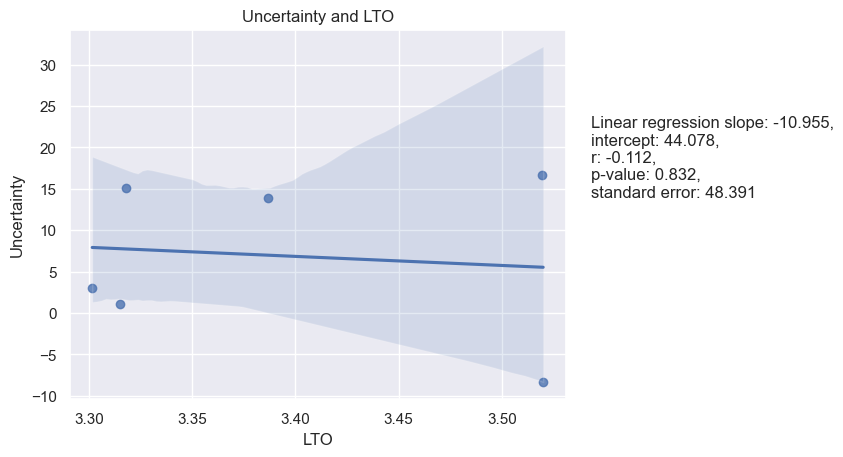 Uncertainty and LTO
30
25
20
15
10
5
0
−5
−10
Uncertainty
3.30 3.35 3.40 3.45 3.50
LTO
Linear regression slope: -10.955,
intercept: 44.078,
r: -0.112,
p-value: 0.832,
standard error: 48.391